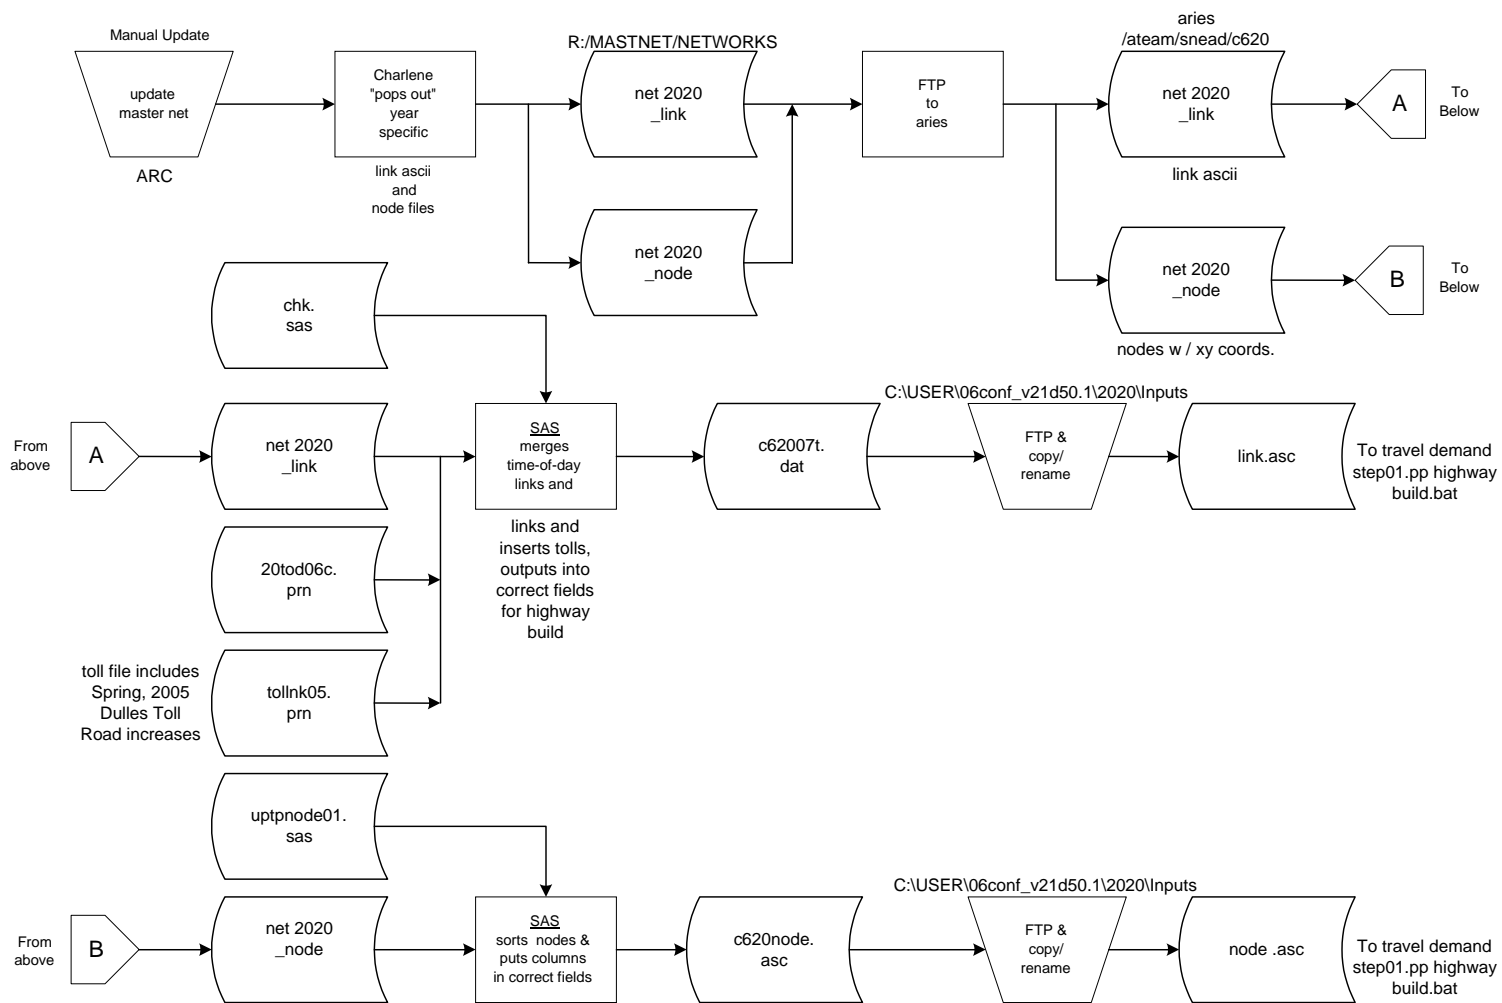 Manual Update
update
master net
ARC
Charlene
"pops out"
year
specific
link ascii
and
node files
R:/MASTNET/NETWORKS
net 2020
_link
net 2020
_node
FTP
to
aries
aries
/ateam/snead/c620
net 2020
_link
link ascii
A
To
Below
net 2020
_node
nodes w / xy coords.
B
To
Below
chk.
sas
From
above
A
net 2020
_link
20tod06c.
prn
toll file includes
Spring, 2005
Dulles Toll
Road increases
tollnk05.
prn
SAS
merges
time-of-day
links and
links and
inserts tolls,
outputs into
correct fields
for highway
build
c62007t.
dat
C:\USER\06conf_v21d50.1\2020\Inputs
FTP &
copy/
rename
link.asc
To travel demand
step01.pp highway
build.bat
uptpnode01.
sas
From
above
B
net 2020
_node
SAS
sorts nodes &
puts columns
in correct fields
c620node.
asc
C:\USER\06conf_v21d50.1\2020\Inputs
FTP &
copy/
rename
node .asc
To travel demand
step01.pp highway
build.bat